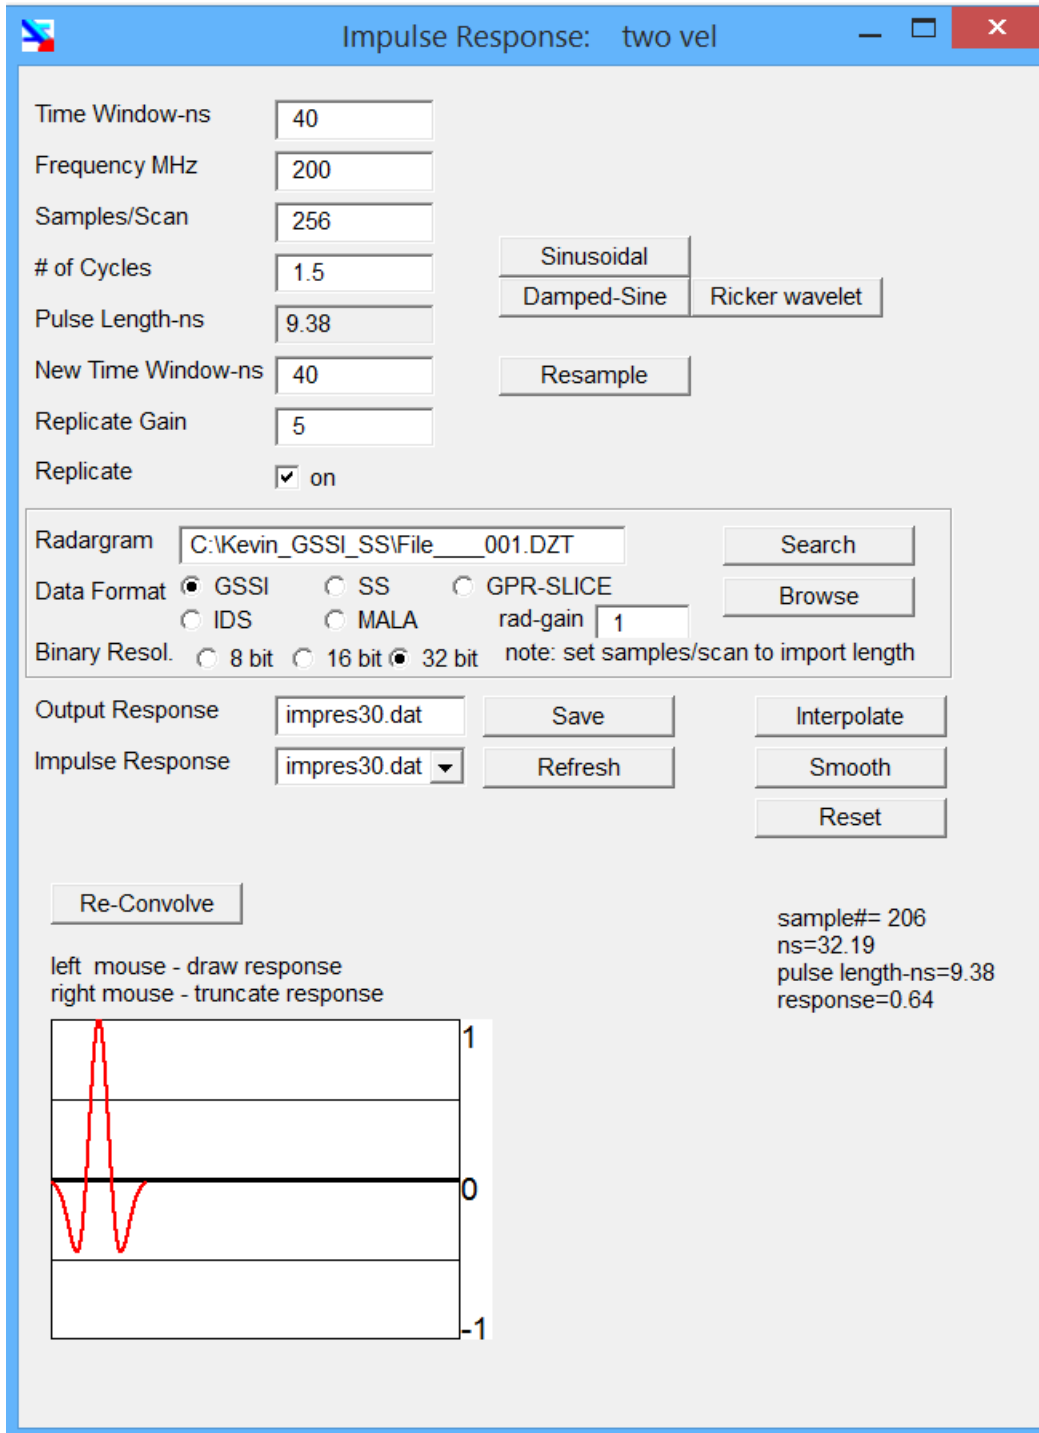 Impulse Response: two vel
Time Window-ns 40
Frequency MHz 200
Samples/Scan 256
# of Cycles 1.5
Sinusoidal
Damped-Sine Ricker wavelet
Pulse Length-ns 9.38
New Time Window-ns 40 Resample
Replicate Gain 5
Replicate on
Radargram C:\Kevin_GSSI_SS\File____001.DZT Search
Data Format GSSI SS GPR-SLICE Browse
IDS MALA rad-gain 1
Binary Resol. 8 bit 16 bit 32 bit note: set samples/scan to import length
Output Response impres30.dat Save Interpolate
Impulse Response impres30.dat Refresh Smooth
Reset
Re-Convolve
sample#= 206
ns=32.19
pulse length-ns=9.38
response=0.64
left mouse - draw response
right mouse - truncate response
1
0
-1